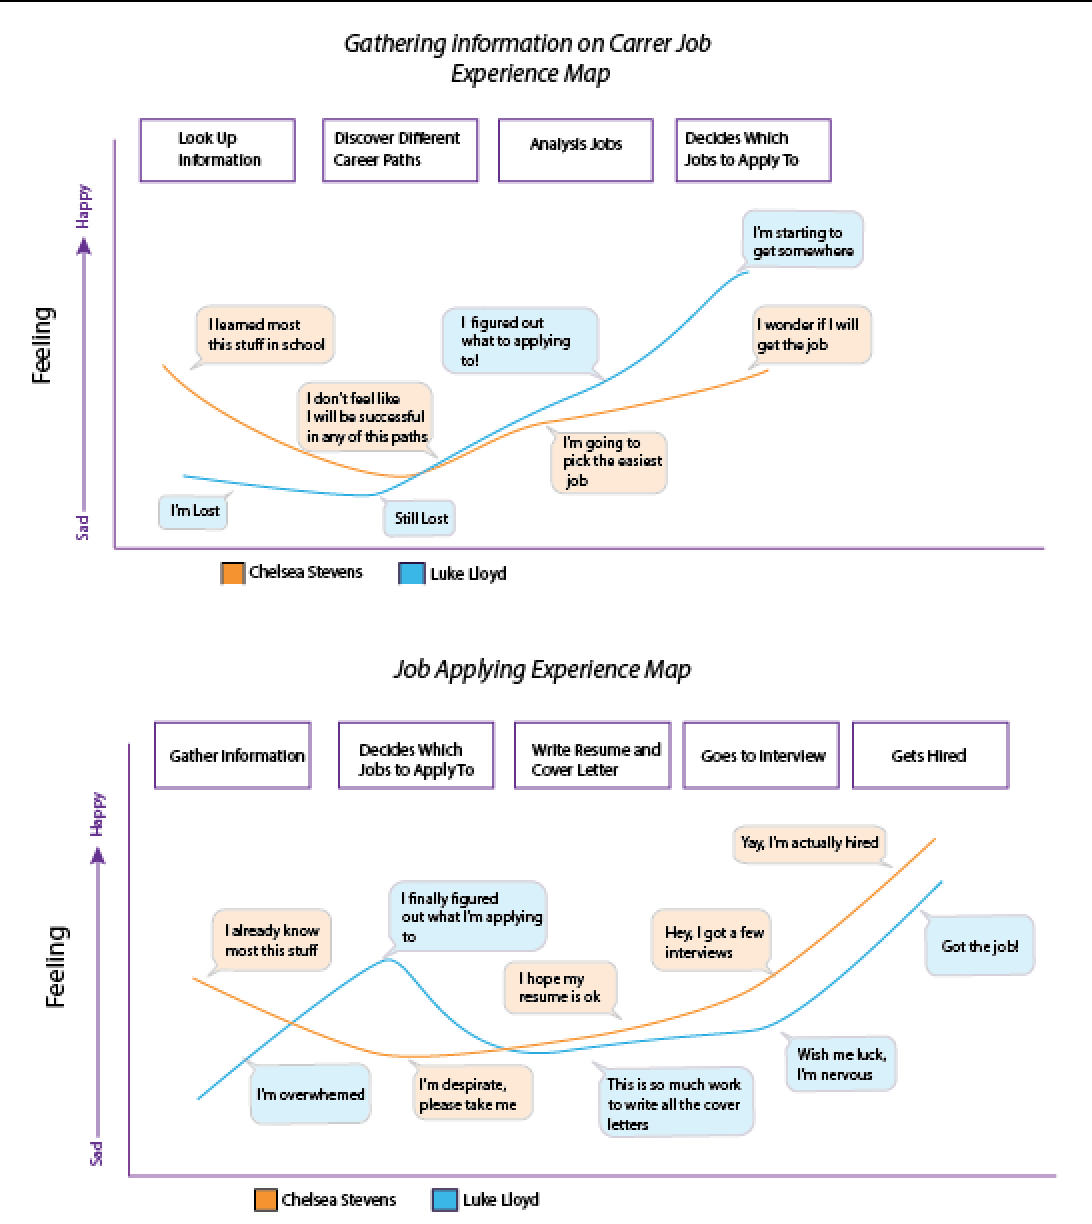 Gathering information on Carrer Job
Experience Map
Look Up
Information
Discover Different
Career Paths
Analysis Jobs
Decides Which
Jobs to Apply To
Feeling
Happy
Sad
I'm starting to
get somewhere
I learned most
this stuff in school
I figured out
what to applying
to!
I wonder if I will
get the job
I don't feel like
I will be successful
in any of this paths
I'm going to
pick the easiest
job
I'm Lost
Still Lost
Chelsea Stevens
Luke Lloyd
Job Applying Experience Map
Gather Information
Decides Which
Jobs to Apply To
Write Resume and
Cover Letter
Goes to Interview
Gets Hired
Feeling
Happy
Sad
Yay, I'm actually hired
I finally figured
out what I'm applying
to
I already know
most this stuff
Hey, I got a few
interviews
Got the job!
I hope my
resume is ok
Wish me luck,
I'm nervous
I'm overwhemed
I'm despirate,
please take me
This is so much work
to write all the cover
letters
Chelsea Stevens
Luke Lloyd